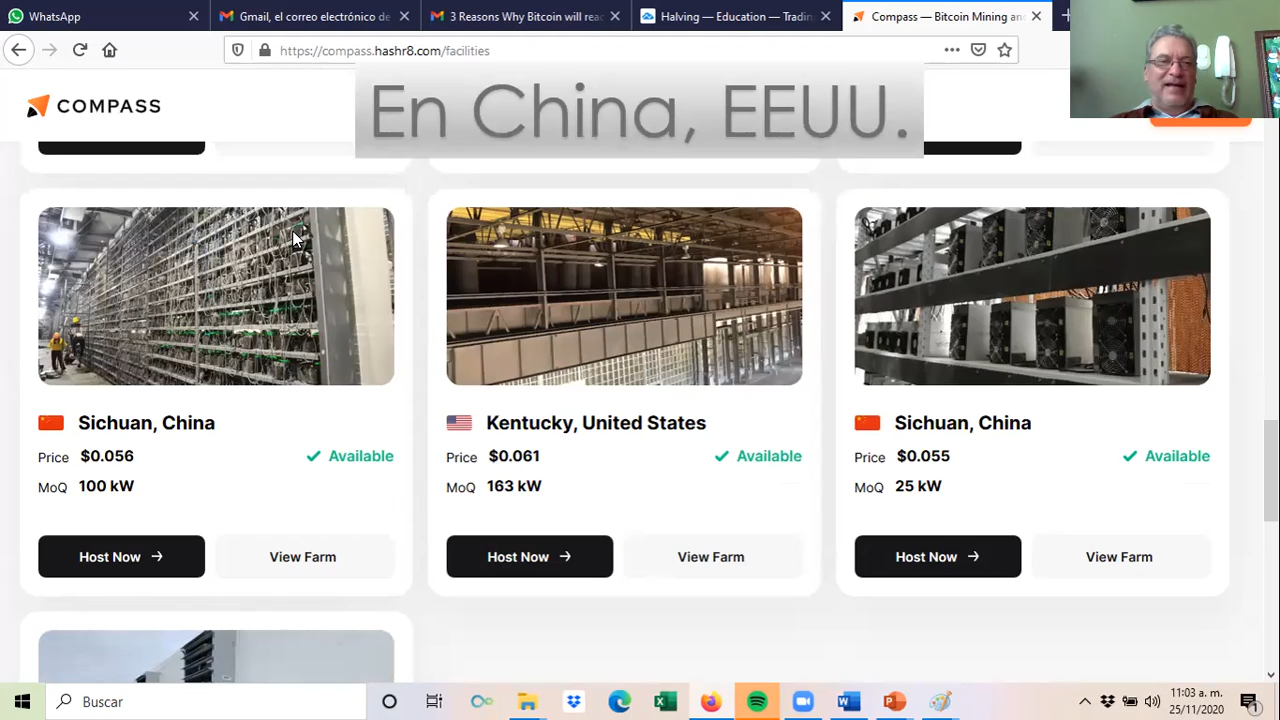 WhatsApp
Gmail, el correo electrónico de
3 Reasons Why Bitcoin will reac
Halving — Education — Tradin
Compass — Bitcoin Mining an
https://compass.hashr8.com/facilities
En China, EEUU.
COMPASS
Sichuan, China
Price $0.056 Available
MoQ 100 kW
Host Now → View Farm
Kentucky, United States
Price $0.061 Available
MoQ 163 kW
Host Now → View Farm
Sichuan, China
Price $0.055 Available
MoQ 25 kW
Host Now → View Farm
Buscar
11:03 a. m.
25/11/2020